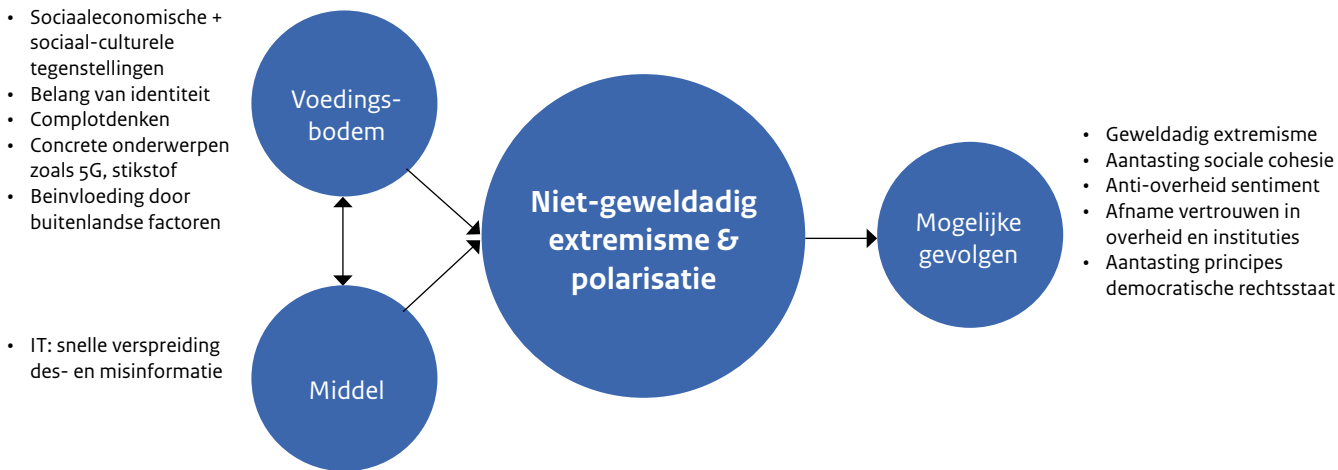 • Sociaaleconomische +
sociaal-culturele
tegenstellingen
• Belang van identiteit
• Complotdenken
• Concrete onderwerpen
zoals 5G, stikstof
• Beinvloeding door
buitenlandse factoren
Voedings-
bodem
• IT: snelle verspreiding
des- en misinformatie
Middel
Niet-geweldadig
extremisme &
polarisatie
Mogelijke
gevolgen
• Geweldadig extremisme
• Aantasting sociale cohesie
• Anti-overheid sentiment
• Afname vertrouwen in
overheid en instituties
• Aantasting principes
democratische rechtsstaat